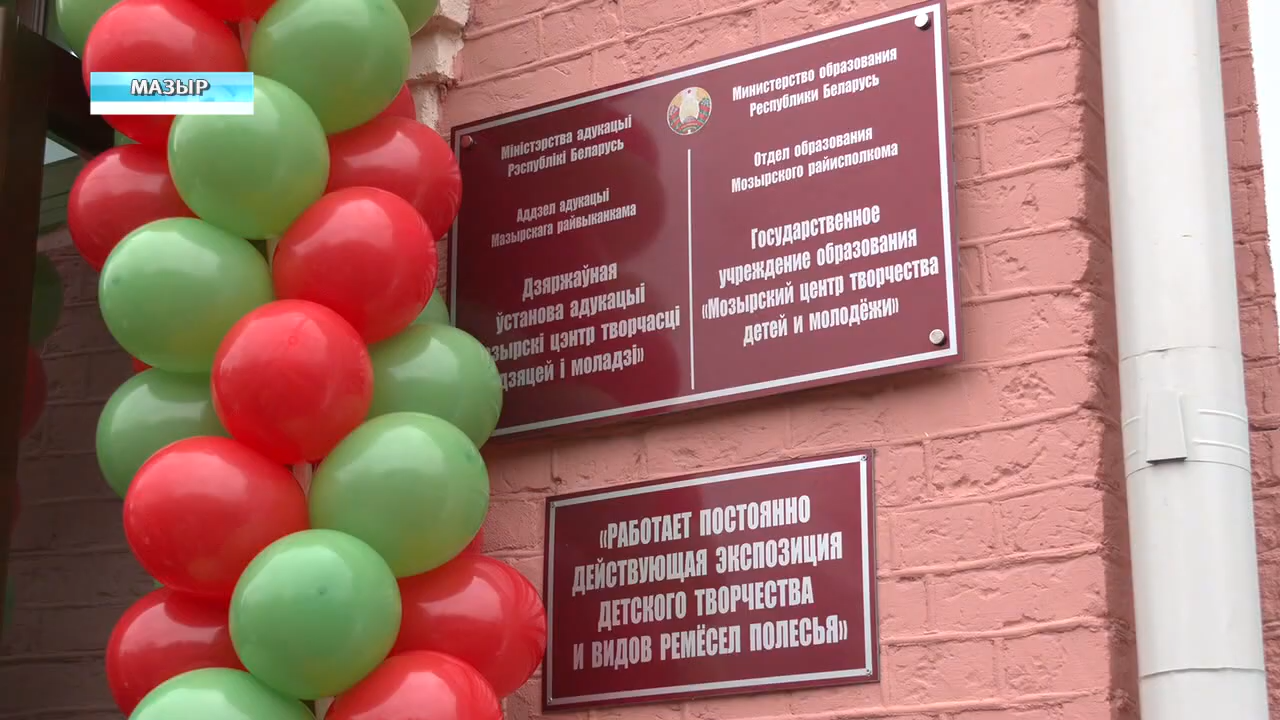 МАЗЫР
Міністэрства адукацыі
Рэспублікі Беларусь
Аддзел адукацыі
Мазырскага райвыканкама
Дзяржаўная
ўстанова адукацыі
цэнтр творчасці
дзяцей і моладзі»
Министерство образования
Республики Беларусь
Отдел образования
Мозырского райисполкома
Государственное
учреждение образования
«Мозырский центр творчества
детей и молодёжи»
«РАБОТАЕТ ПОСТОЯННО
ДЕЙСТВУЮЩАЯ ЭКСПОЗИЦИЯ
ДЕТСКОГО ТВОРЧЕСТВА
И ВИДОВ РЕМЁСЕЛ ПОЛЕСЬЯ»